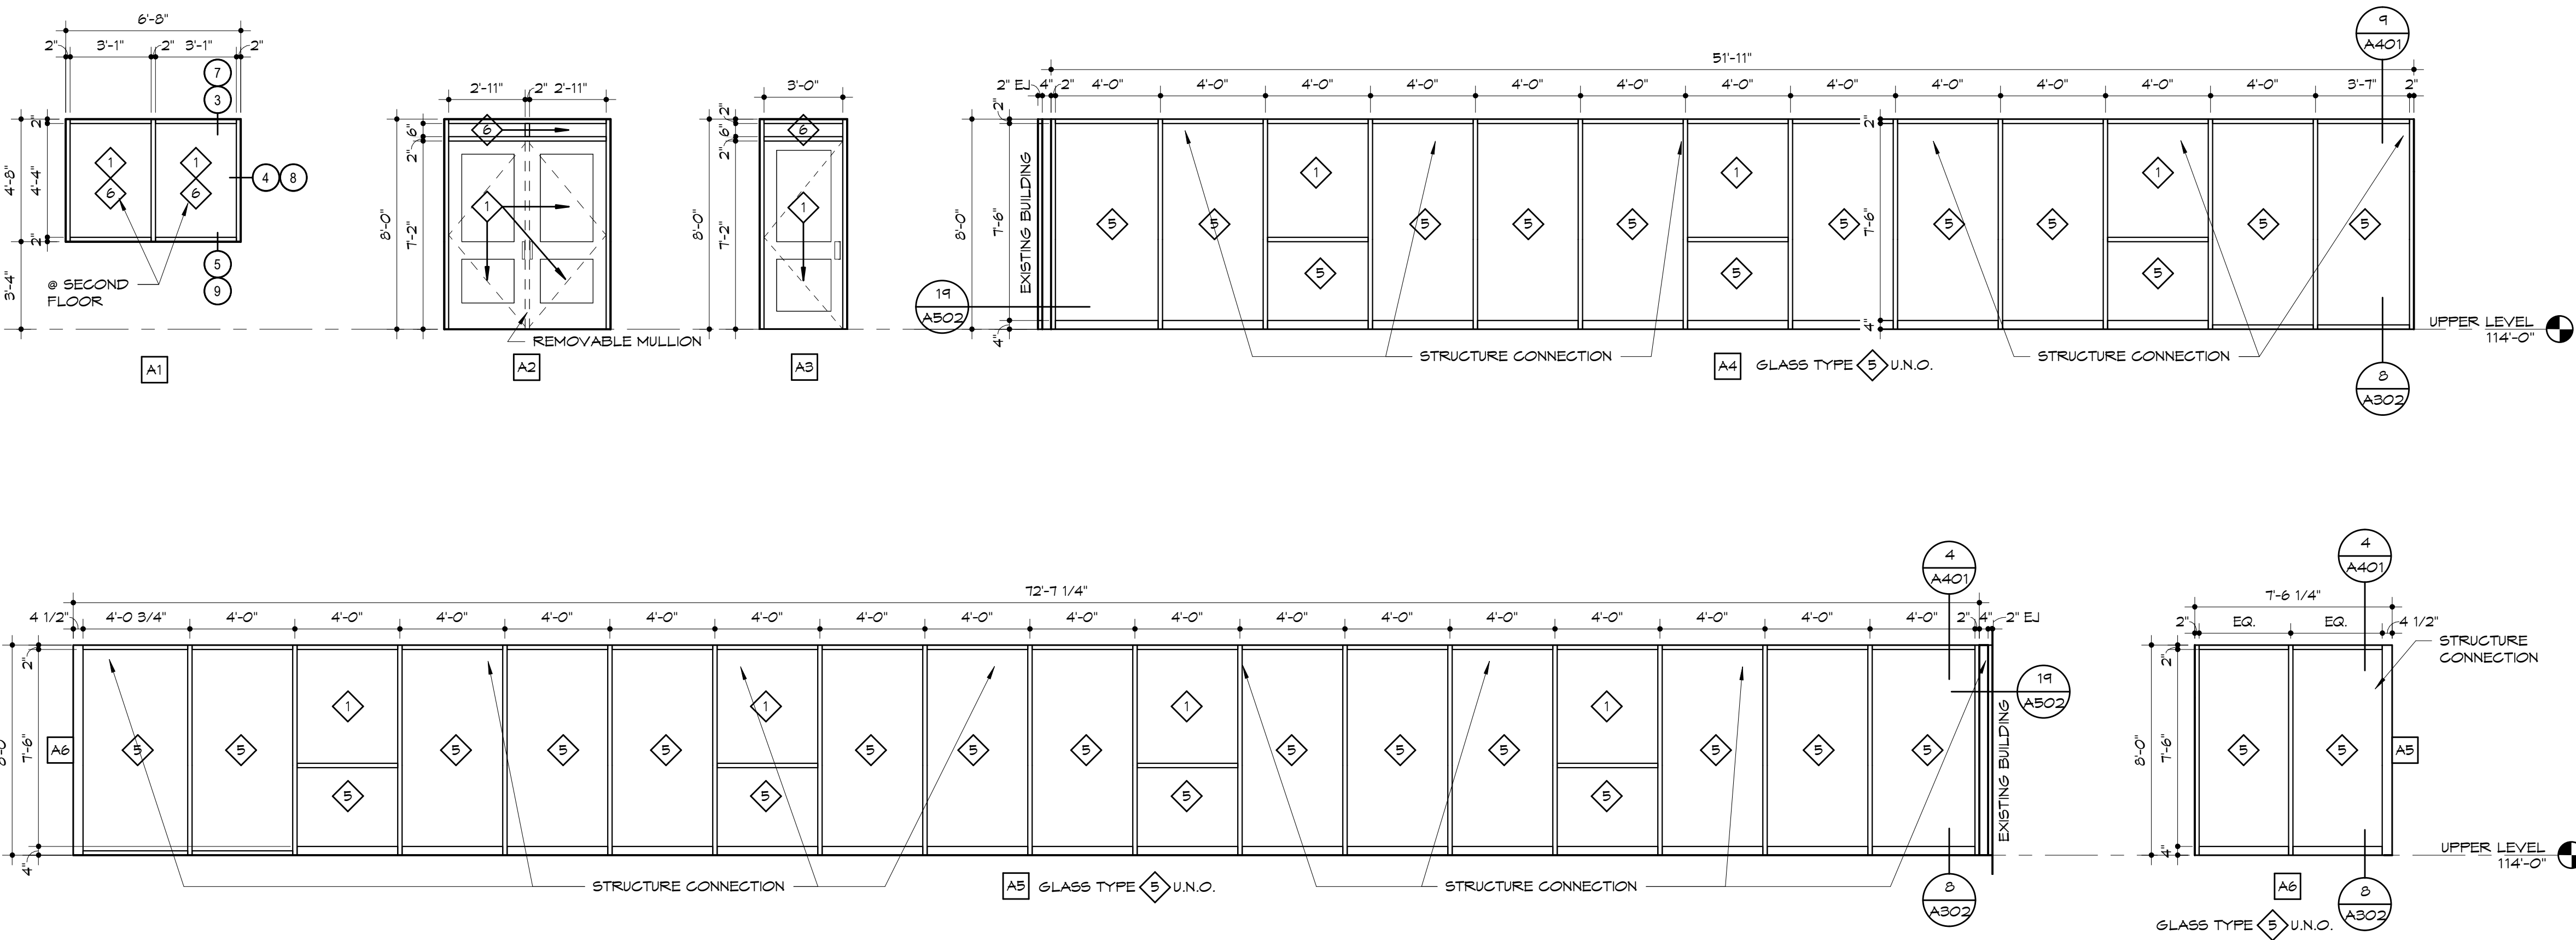 6'-8"
2" 3'-1" 2" 3'-1" 2"
7
3
2"
4'-8"
4'-4"
2"
3'-4"
1
6
1
6
4 8
5
9
@ SECOND
FLOOR
A1
2'-11" 2" 2'-11"
8'-0"
6"
2"
2"
7'-2"
6
1
REMOVABLE MULLION
A2
3'-0"
8'-0"
2"
6"
2"
7'-2"
6
1
A3
9
A401
51'-11"
2" EJ 4" 2" 4'-0" 4'-0" 4'-0" 4'-0" 4'-0" 4'-0" 4'-0" 4'-0" 4'-0" 4'-0" 4'-0" 4'-0" 3'-7" 2"
8'-0"
2"
7'-6"
4"
EXISTING BUILDING
19
A502
2"
7'-6"
4"
1 1 1
5 5 5 5 5 5 5 5 5 5
5 5 5
STRUCTURE CONNECTION
STRUCTURE CONNECTION
A4 GLASS TYPE 5 U.N.O.
UPPER LEVEL
114'-0"
8
A302
4
A401
72'-7 1/4"
4 1/2" 4'-0 3/4" 4'-0" 4'-0" 4'-0" 4'-0" 4'-0" 4'-0" 4'-0" 4'-0" 4'-0" 4'-0" 4'-0" 4'-0" 4'-0" 4'-0" 4'-0" 4'-0" 4'-0" 2" 4" 2" EJ
2"
7'-6"
4"
A6
1 1 1 1
5 5 5 5 5 5 5 5 5 5 5 5 5 5
5 5 5 5
19
A502
EXISTING BUILDING
STRUCTURE CONNECTION
STRUCTURE CONNECTION
A5 GLASS TYPE 5 U.N.O.
8
A302
4
A401
7'-6 1/4"
2" EQ. EQ. 4 1/2"
STRUCTURE
CONNECTION
8'-0"
2"
7'-6"
4"
5 5
A5
UPPER LEVEL
114'-0"
A6
8
A302
GLASS TYPE 5 U.N.O.